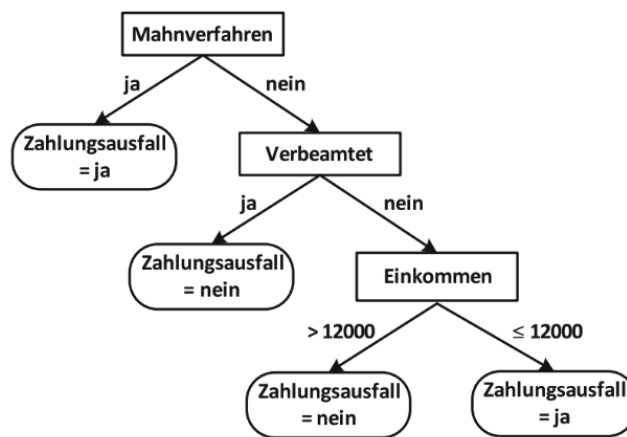 Mahnverfahren
ja
nein
Zahlungsausfall
= ja
Verbeamtet
ja
nein
Zahlungsausfall
= nein
Einkommen
> 12000
≤ 12000
Zahlungsausfall
= nein
Zahlungsausfall
= ja